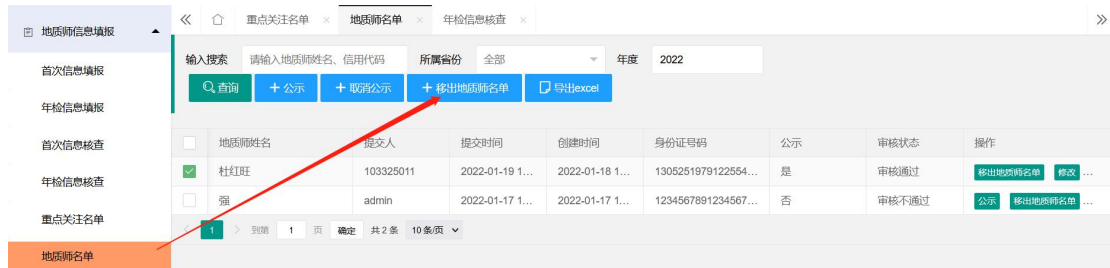 地质师信息填报
首次信息填报
年检信息填报
首次信息核查
年检信息核查
重点关注名单
地质师名单
重点关注名单 × 地质师名单 × 年检信息核查 ×
输入搜索 请输入地质师姓名、信用代码 所属省份 全部 年度 2022
查询 + 公示 + 取消公示 + 移出地质师名单 导出excel
地质师姓名 提交人 提交时间 创建时间 身份证号码 公示 审核状态 操作
杜红旺 103325011 2022-01-19 1... 2022-01-18 1... 1305251979122554... 是 审核通过 移出地质师名单 修改 ...
强 admin 2022-01-17 1... 2022-01-17 1... 1234567891234567... 否 审核不通过 公示 移出地质师名单 ...
< 1 > 到第 1 页 确定 共 2 条 10 条/页